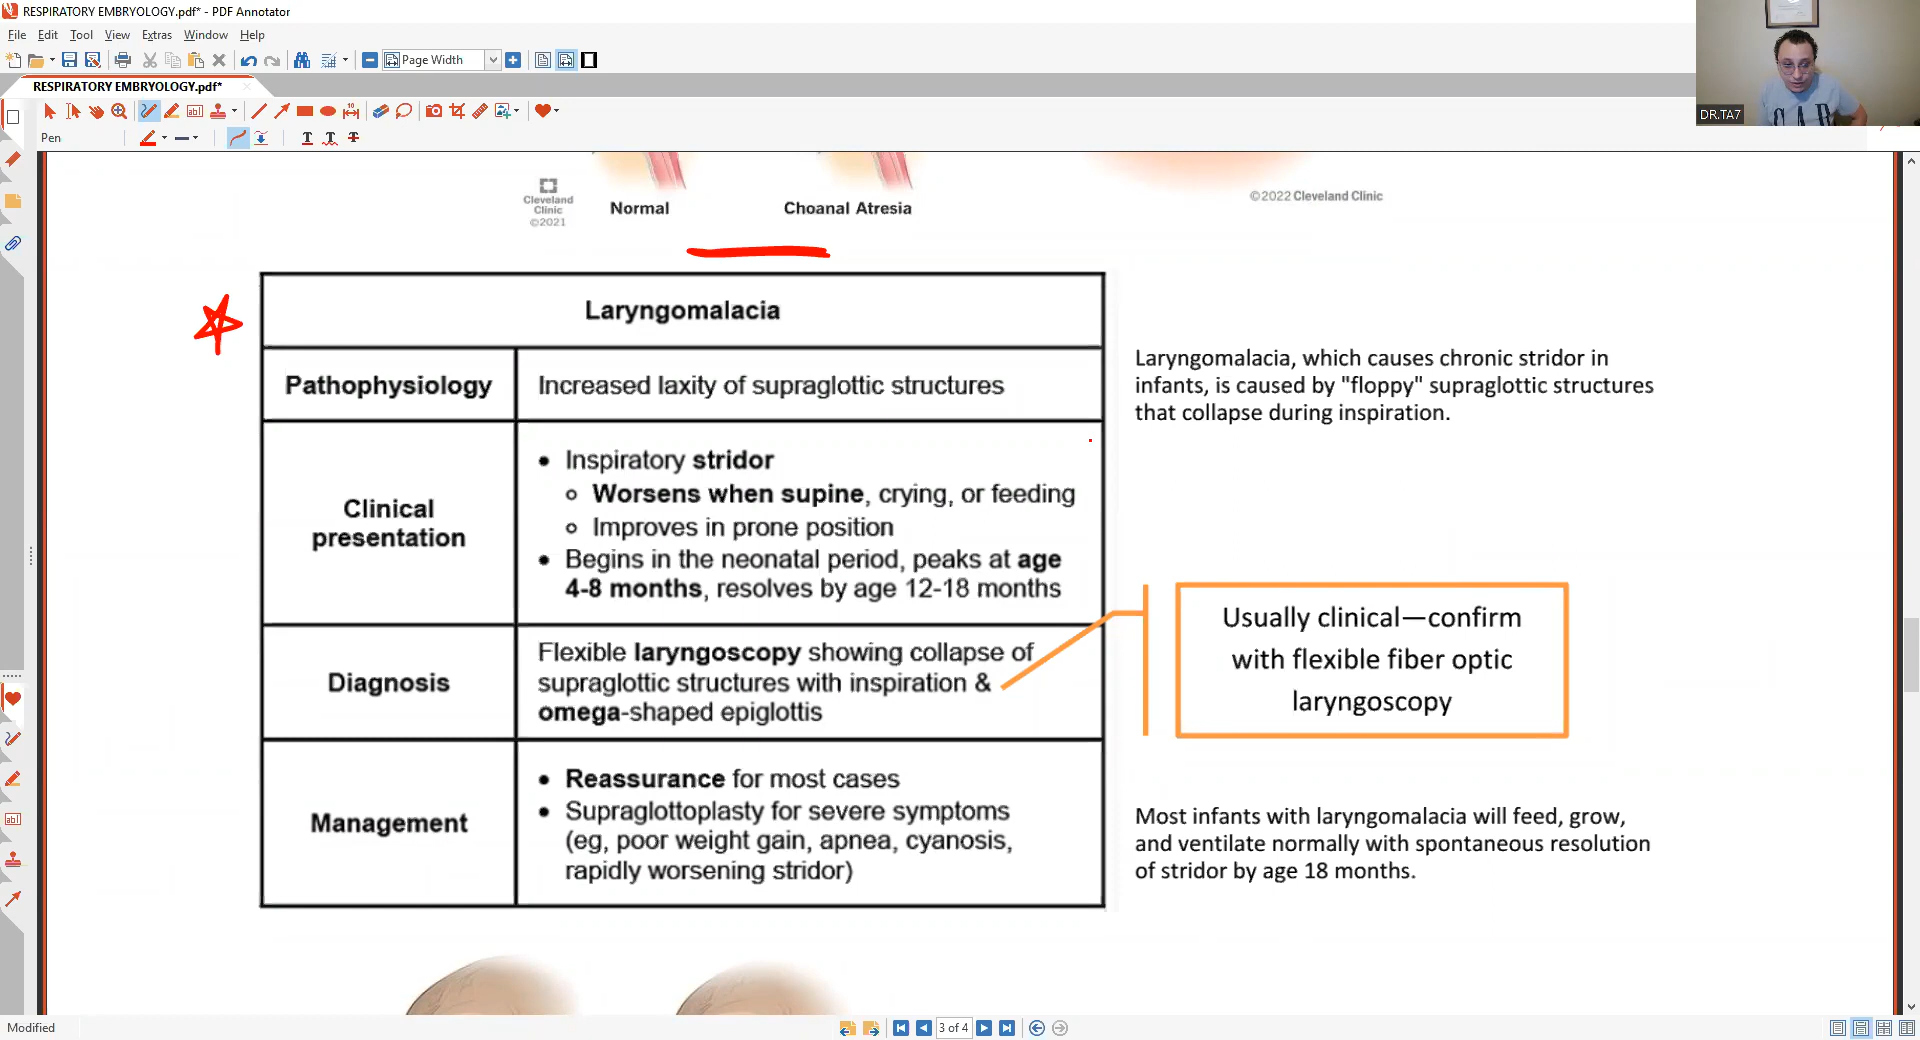 RESPIRATORY EMBRYOLOGY.pdf* - PDF Annotator
File Edit Tool View Extras Window Help
Page Width
RESPIRATORY EMBRYOLOGY.pdf*
Pen
DR.TA7
Cleveland
Clinic
©2021
Normal
Choanal Atresia
©2022 Cleveland Clinic
Laryngomalacia
Pathophysiology
Increased laxity of supraglottic structures
Clinical
presentation
• Inspiratory stridor
o Worsens when supine, crying, or feeding
o Improves in prone position
• Begins in the neonatal period, peaks at age
4-8 months, resolves by age 12-18 months
Diagnosis
Flexible laryngoscopy showing collapse of
supraglottic structures with inspiration &
omega-shaped epiglottis
Management
• Reassurance for most cases
• Supraglottoplasty for severe symptoms
(eg, poor weight gain, apnea, cyanosis,
rapidly worsening stridor)
Laryngomalacia, which causes chronic stridor in
infants, is caused by "floppy" supraglottic structures
that collapse during inspiration.
Usually clinical—confirm
with flexible fiber optic
laryngoscopy
Most infants with laryngomalacia will feed, grow,
and ventilate normally with spontaneous resolution
of stridor by age 18 months.
Modified
3 of 4